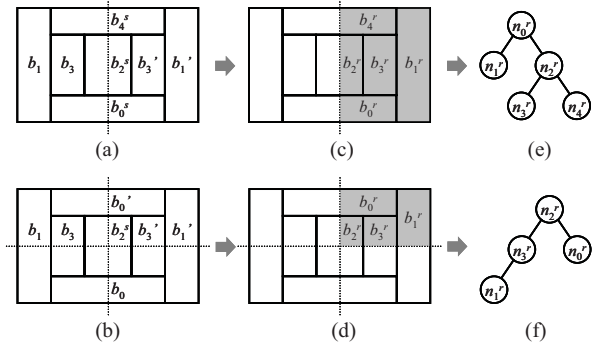 b₄ˢ b₄ʳ n₀ʳ
b₁ b₃ b₂ˢ b₃’ b₁’ b₂ʳ b₃ʳ b₁ʳ n₁ʳ n₂ʳ
b₀ˢ b₀ʳ n₃ʳ n₄ʳ
(a) (c) (e)
b₀’ b₀ʳ n₂ʳ
b₁ b₃ b₂ˢ b₃’ b₁’ b₂ʳ b₃ʳ b₁ʳ n₃ʳ n₀ʳ
b₀ n₁ʳ
(b) (d) (f)